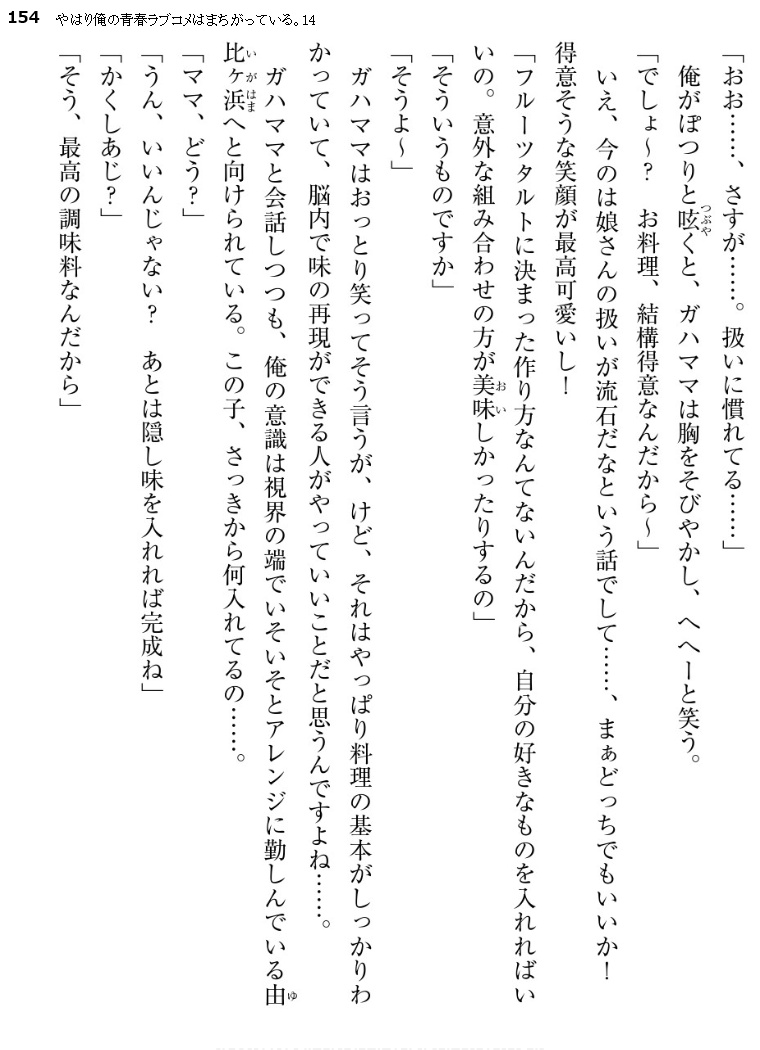 154 やはり俺の青春ラブコメはまちがっている。14
「おお……、さすが……。扱いに慣れてる……」
俺がぽつりと呟くと、ガハママは胸をそびやかし、へへーと笑う。
「でしょ～？　お料理、結構得意なんだから～」
いえ、今のは娘さんの扱いが流石だなという話でして……、まぁどっちでもいいか！
得意そうな笑顔が最高可愛いし！
「フルーツタルトに決まった作り方なんてないんだから、自分の好きなものを入れればい
いの。意外な組み合わせの方が美味しかったりするの」
「そういうものですか」
「そうよ～」
ガハママはおっとり笑ってそう言うが、けど、それはやっぱり料理の基本がしっかりわ
かっていて、脳内で味の再現ができる人がやっていいことだと思うんですよね……。
ガハママと会話しつつも、俺の意識は視界の端でいそいそとアレンジに勤しんでいる由
比ヶ浜へと向けられている。この子、さっきから何入れてるの……。
「ママ、どう？」
「うん、いいんじゃない？　あとは隠し味を入れれば完成ね」
「かくしあじ？」
「そう、最高の調味料なんだから」